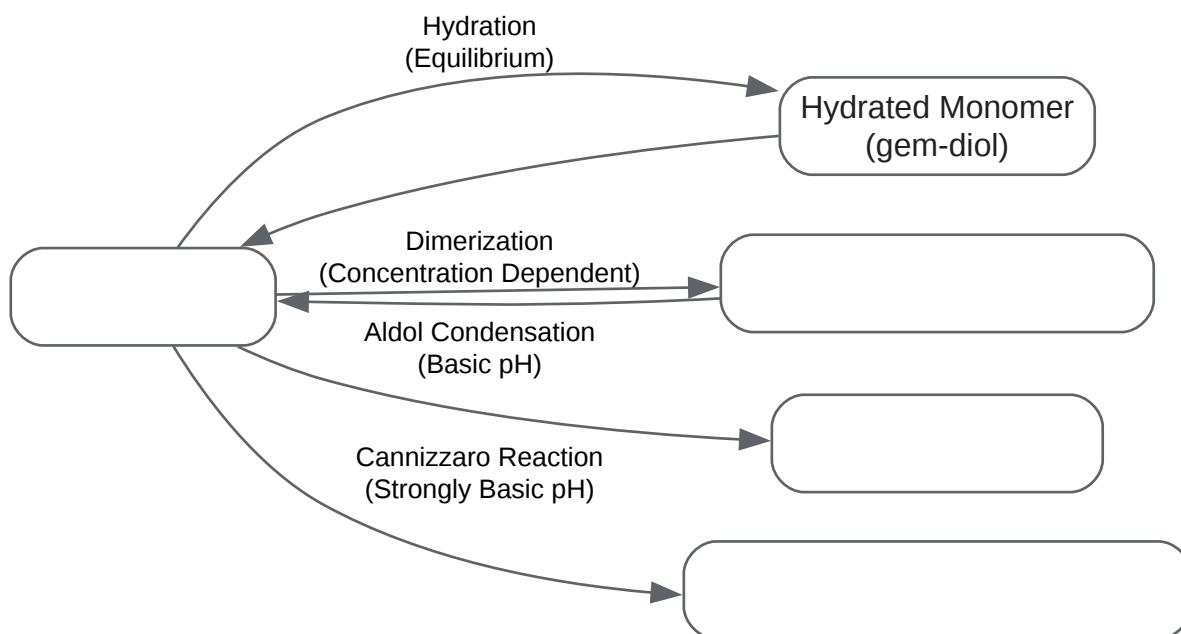 Hydration
(Equilibrium)
Hydrated Monomer
(gem-diol)
Dimerization
(Concentration Dependent)
Aldol Condensation
(Basic pH)
Cannizzaro Reaction
(Strongly Basic pH)